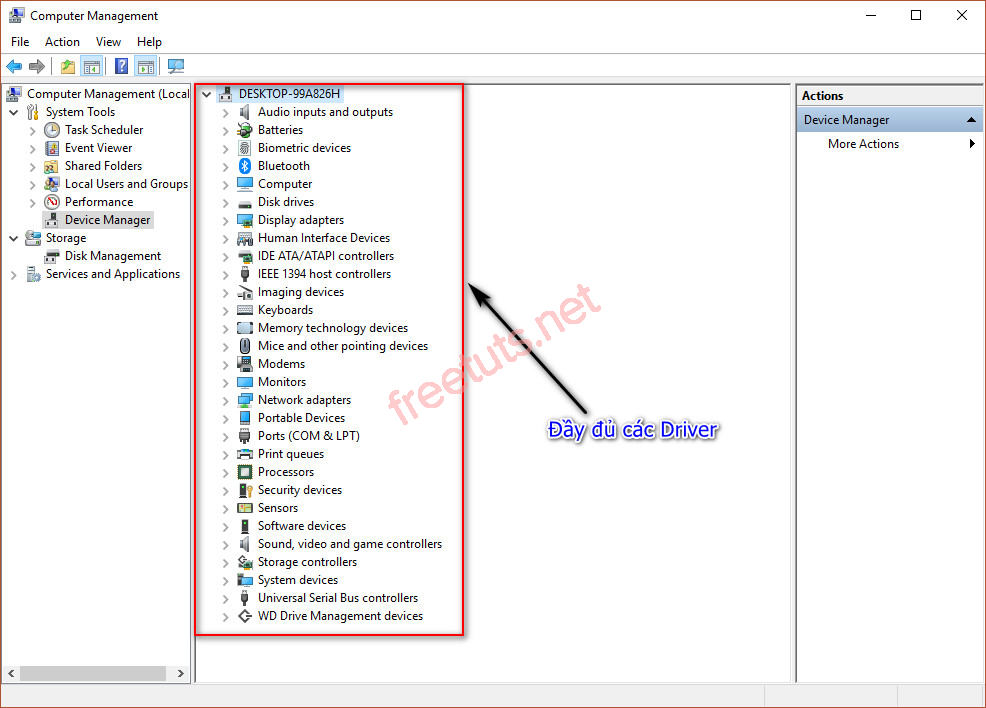 Computer Management
File Action View Help
Computer Management (Local
System Tools
Task Scheduler
Event Viewer
Shared Folders
Local Users and Groups
Performance
Device Manager
Storage
Disk Management
Services and Applications
DESKTOP-99A826H
Audio inputs and outputs
Batteries
Biometric devices
Bluetooth
Computer
Disk drives
Display adapters
Human Interface Devices
IDE ATA/ATAPI controllers
IEEE 1394 host controllers
Imaging devices
Keyboards
Memory technology devices
Mice and other pointing devices
Modems
Monitors
Network adapters
Portable Devices
Ports (COM & LPT)
Print queues
Processors
Security devices
Sensors
Software devices
Sound, video and game controllers
Storage controllers
System devices
Universal Serial Bus controllers
WD Drive Management devices
freetuts.net
Đầy đủ các Driver
Actions
Device Manager
More Actions